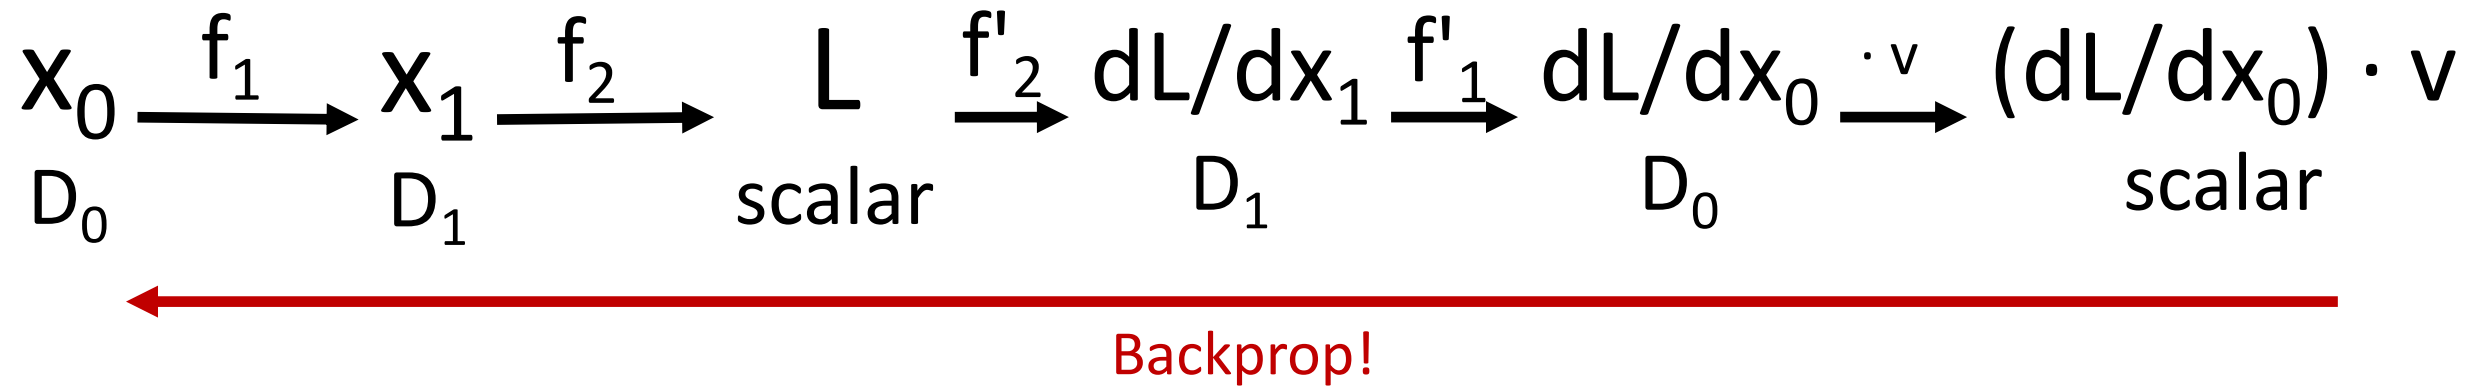 x₀ f₁ x₁ f₂ L f'₂ dL/dx₁ f'₁ dL/dx₀ · v (dL/dx₀) · v
D₀ D₁ scalar D₁ D₀ scalar
Backprop!